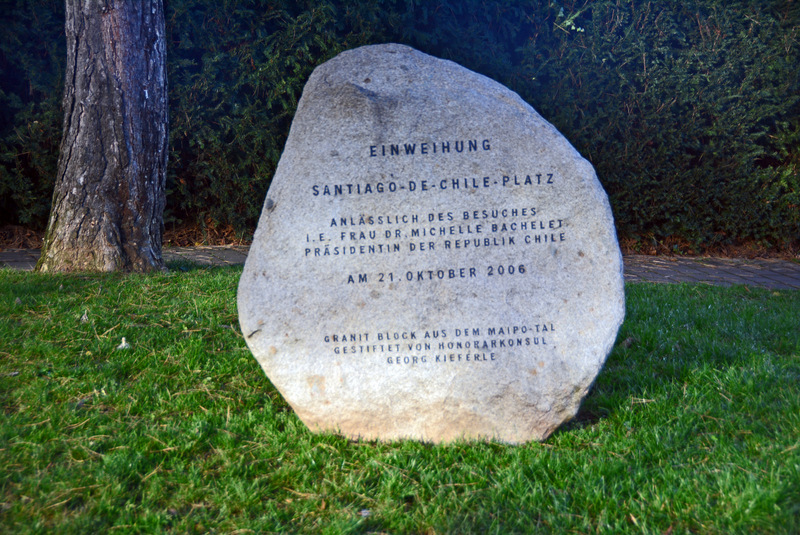 EINWEIHUNG
SANTIAGO-DE-CHILE-PLATZ
ANLÄSSLICH DES BESUCHES
I.E. FRAU DR. MICHELLE BACHELET
PRÄSIDENTIN DER REPUBLIK CHILE
AM 21. OKTOBER 2006
GRANIT BLOCK AUS DEM MAIPO-TAL
GESTIFTET VON HONORARKONSUL
GEORG KIEFERLE